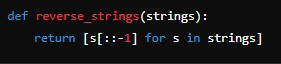 def reverse_strings(strings):
    return [s[::-1] for s in strings]